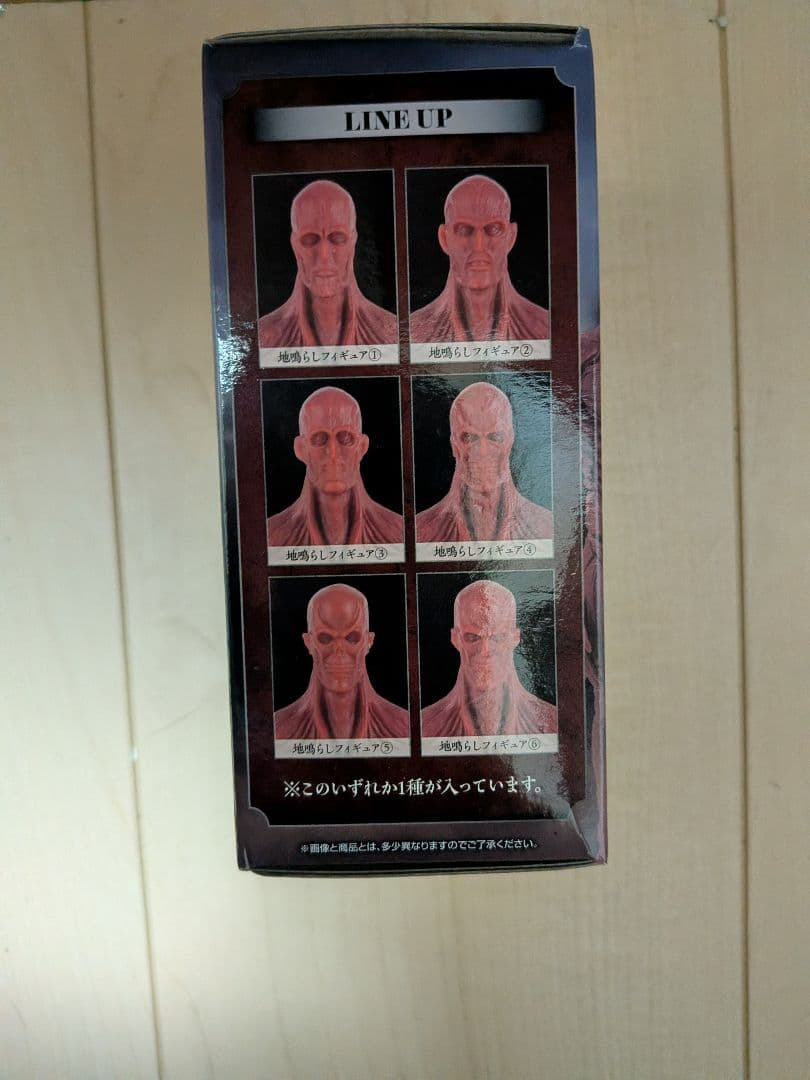 LINE UP
地鳴らしフィギュア①
地鳴らしフィギュア②
地鳴らしフィギュア③
地鳴らしフィギュア④
地鳴らしフィギュア⑤
地鳴らしフィギュア⑥
※このいずれか1種が入っています。
※画像と商品とは、多少異なりますのでご了承ください。